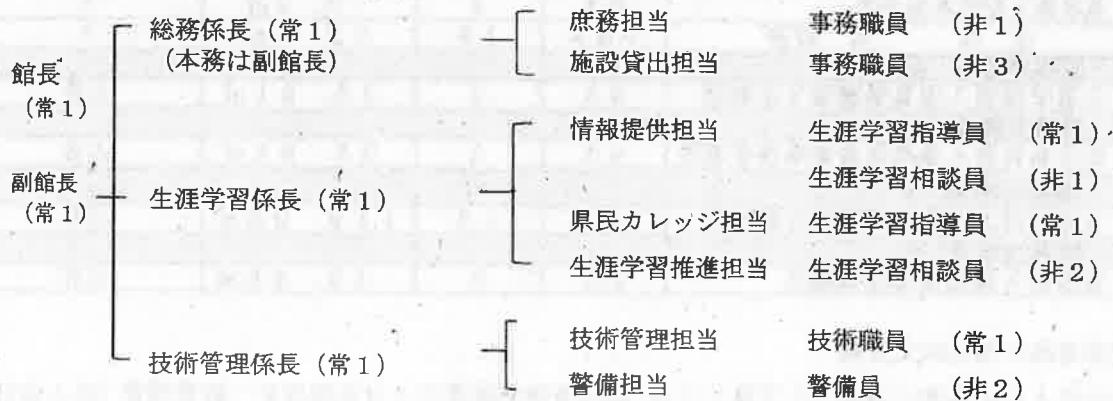 館長
(常1)
副館長
(常1)
総務係長 (常1)
(本務は副館長)
庶務担当 事務職員 (非1)
施設貸出担当 事務職員 (非3)
生涯学習係長 (常1)
情報提供担当 生涯学習指導員 (常1)
生涯学習相談員 (非1)
県民カレッジ担当 生涯学習指導員 (常1)
生涯学習推進担当 生涯学習相談員 (非2)
技術管理係長 (常1)
技術管理担当 技術職員 (常1)
警備担当 警備員 (非2)